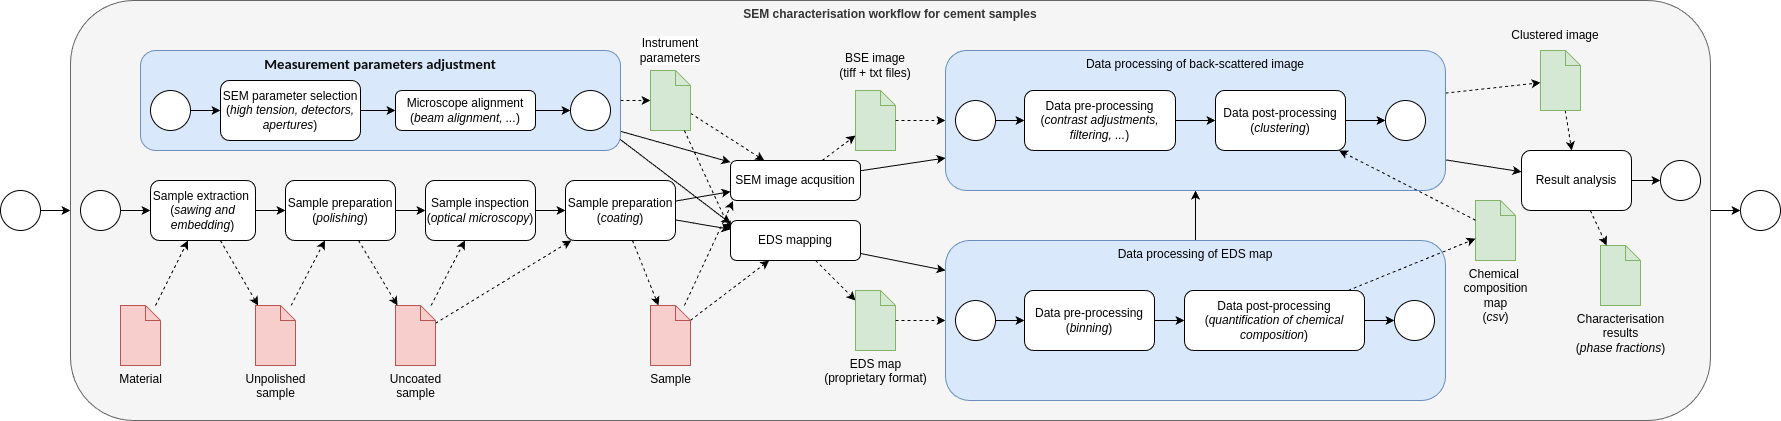 SEM characterisation workflow for cement samples
Measurement parameters adjustment
SEM parameter selection
(high tension, detectors,
apertures)
Microscope alignment
(beam alignment, ...)
Instrument
parameters
BSE image
(tiff + txt files)
Data processing of back-scattered image
Data pre-processing
(contrast adjustments,
filtering, ...)
Data post-processing
(clustering)
Clustered image
Sample extraction
(sawing and
embedding)
Sample preparation
(polishing)
Sample inspection
(optical microscopy)
Sample preparation
(coating)
SEM image acqusition
EDS mapping
Result analysis
Data processing of EDS map
Data pre-processing
(binning)
Data post-processing
(quantification of chemical
composition)
Chemical
composition
map
(csv)
Characterisation
results
(phase fractions)
Material
Unpolished
sample
Uncoated
sample
Sample
EDS map
(proprietary format)